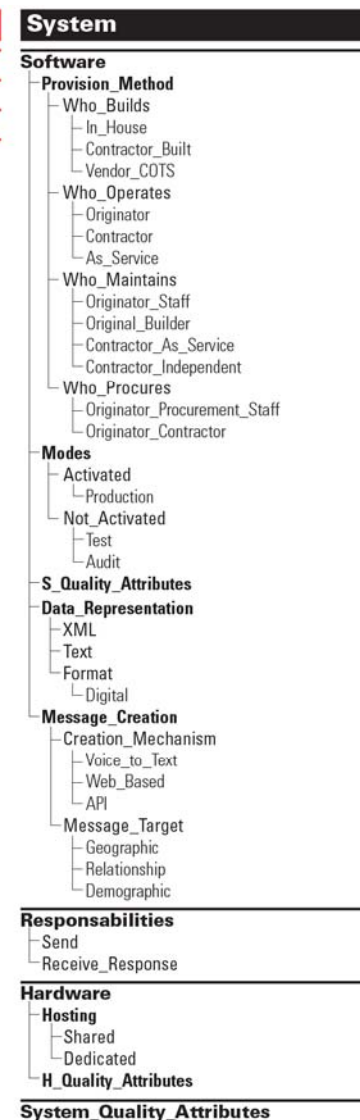 System
Software
Provision_Method
Who_Builds
In_House
Contractor_Built
Vendor_COTS
Who_Operates
Originator
Contractor
As_Service
Who_Maintains
Originator_Staff
Original_Builder
Contractor_As_Service
Contractor_Independent
Who_Procures
Originator_Procurement_Staff
Originator_Contractor
Modes
Activated
Production
Not_Activated
Test
Audit
S_Quality_Attributes
Data_Representation
XML
Text
Format
Digital
Message_Creation
Creation_Mechanism
Voice_to_Text
Web_Based
API
Message_Target
Geographic
Relationship
Demographic
Responsabilities
Send
Receive_Response
Hardware
Hosting
Shared
Dedicated
H_Quality_Attributes
System_Quality_Attributes